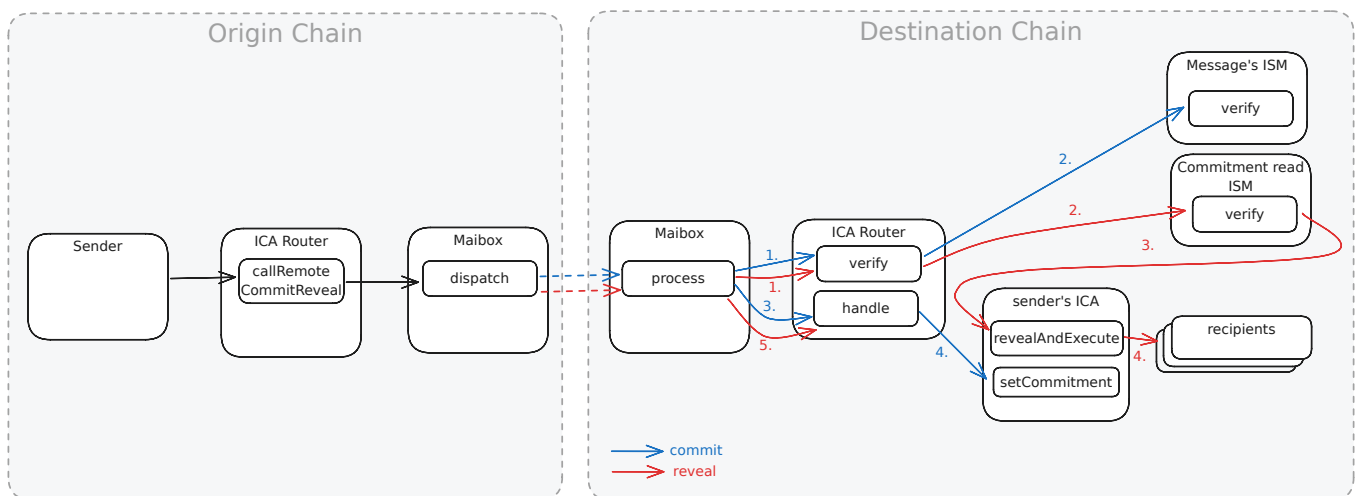 Origin Chain
Sender
ICA Router
callRemote
CommitReveal
Maibox
dispatch
Destination Chain
Maibox
process
1.
1.
3.
5.
ICA Router
verify
handle
2.
2.
3.
4.
Message's ISM
verify
Commitment read
ISM
verify
sender's ICA
revealAndExecute
setCommitment
4.
recipients
commit
reveal